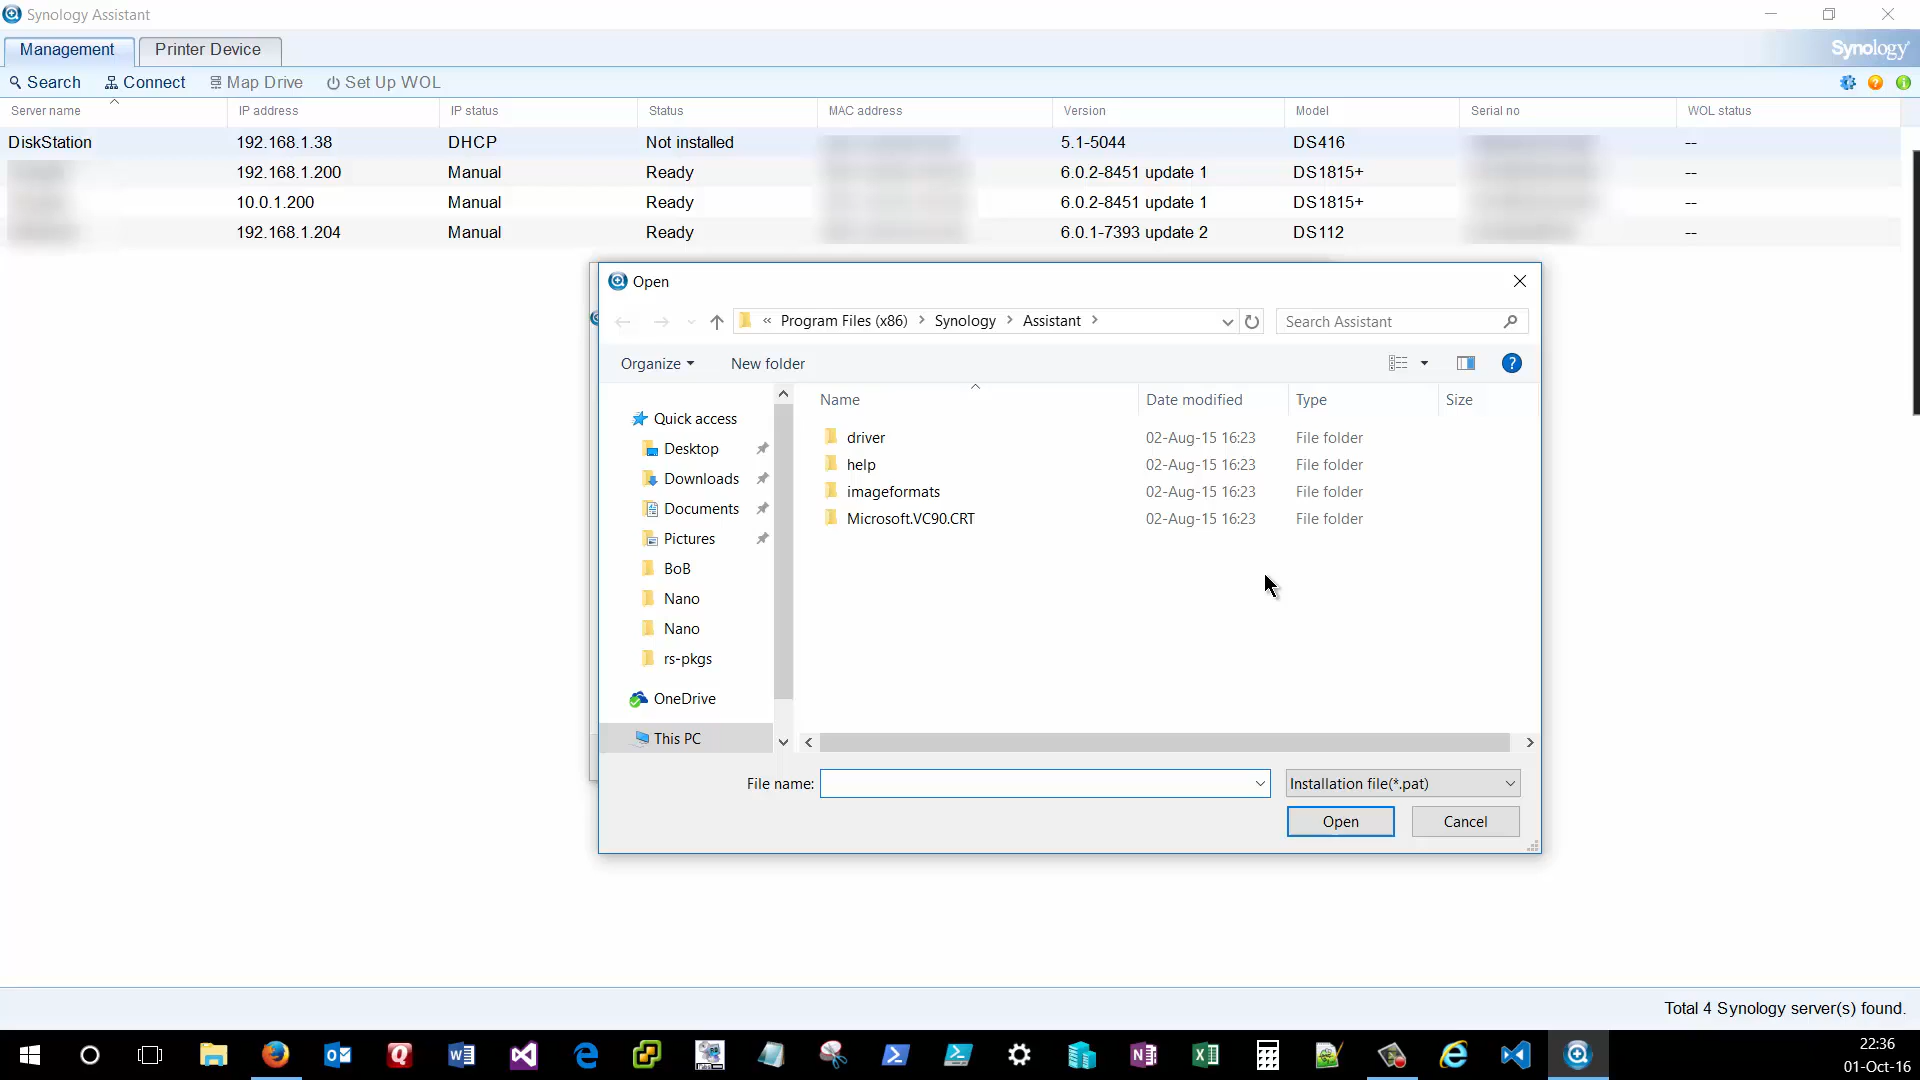 Synology Assistant
Management Printer Device Synology
Search Connect Map Drive Set Up WOL
Server name IP address IP status Status MAC address Version Model Serial no WOL status
DiskStation 192.168.1.38 DHCP Not installed 5.1-5044 DS416 --
192.168.1.200 Manual Ready 6.0.2-8451 update 1 DS1815+ --
10.0.1.200 Manual Ready 6.0.2-8451 update 1 DS1815+ --
192.168.1.204 Manual Ready 6.0.1-7393 update 2 DS112 --
Open
« Program Files (x86) Synology Assistant Search Assistant
Organize New folder
Name Date modified Type Size
Quick access
Desktop
Downloads
Documents
Pictures
BoB
Nano
Nano
rs-pkgs
OneDrive
This PC
driver 02-Aug-15 16:23 File folder
help 02-Aug-15 16:23 File folder
imageformats 02-Aug-15 16:23 File folder
Microsoft.VC90.CRT 02-Aug-15 16:23 File folder
File name: Installation file(*.pat)
Open Cancel
Total 4 Synology server(s) found.
22:36
01-Oct-16